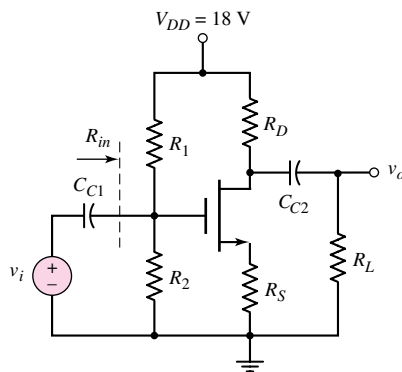 V_DD = 18 V
R_in
R_1
R_D
C_C1
C_C2
v_o
v_i
+
−
R_2
R_S
R_L